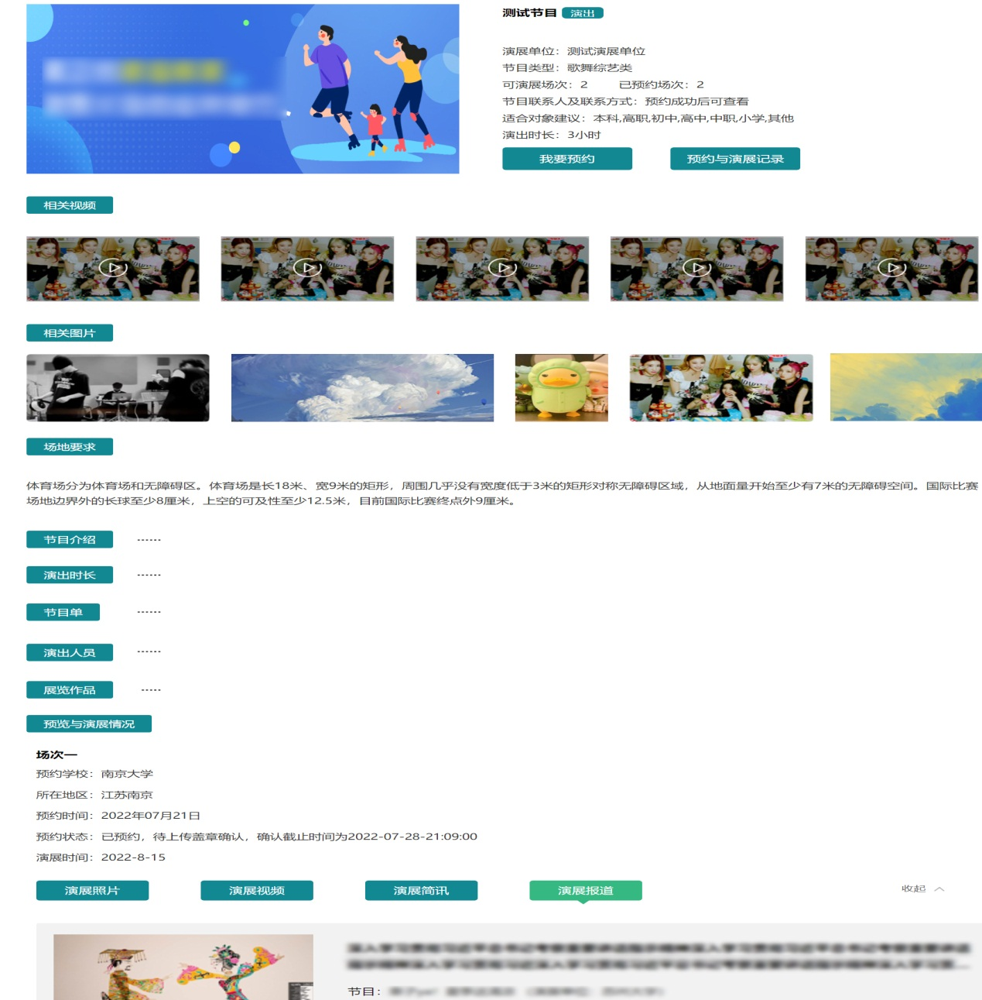 测试节目 演出
演展单位：测试演展单位
节目类型：歌舞综艺类
可演展场次：2 已预约场次：2
节目联系人及联系方式：预约成功后可查看
适合对象建议：本科,高职,初中,高中,中职,小学,其他
演出时长：3小时
我要预约 预约与演展记录
相关视频
相关图片
场地要求
体育场分为体育场和无障碍区。体育场是长18米、宽9米的矩形，周围几乎没有宽度低于3米的矩形对称无障碍区域，从地面量开始至少有7米的无障碍空间。国际比赛
场地边界外的长球至少8厘米，上空的可及性至少12.5米，目前国际比赛终点外9厘米。
节目介绍 ······
演出时长 ······
节目单 ······
演出人员 ······
展览作品 ·····
预览与演展情况
场次一
预约学校：南京大学
所在地区：江苏南京
预约时间：2022年07月21日
预约状态：已预约，待上传盖章确认，确认截止时间为2022-07-28-21:09:00
演展时间：2022-8-15
演展照片 演展视频 演展简讯 演展报道 收起
节目：